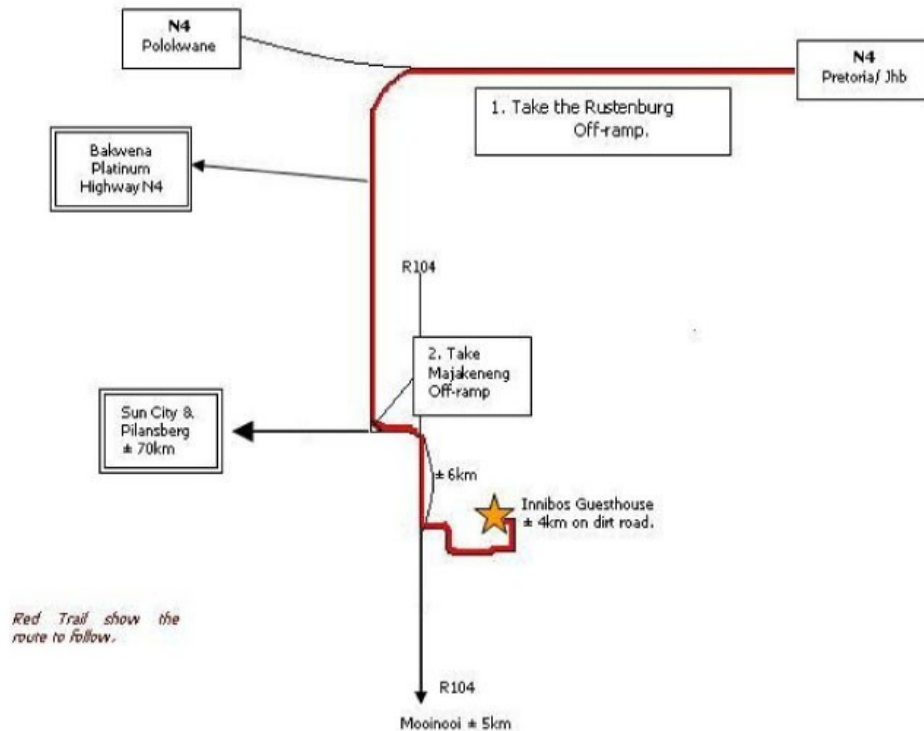 N4
Polokwane
N4
Pretoria/ Jhb
1. Take the Rustenburg
Off-ramp.
Bakwena
Platinum
Highway N4
R104
2. Take
Majakeneng
Off-ramp
Sun City &
Pilansberg
± 70km
± 6km
Innibos Guesthouse
± 4km on dirt road.
Red Trail show the
route to follow.
R104
Mooinooi ± 5km